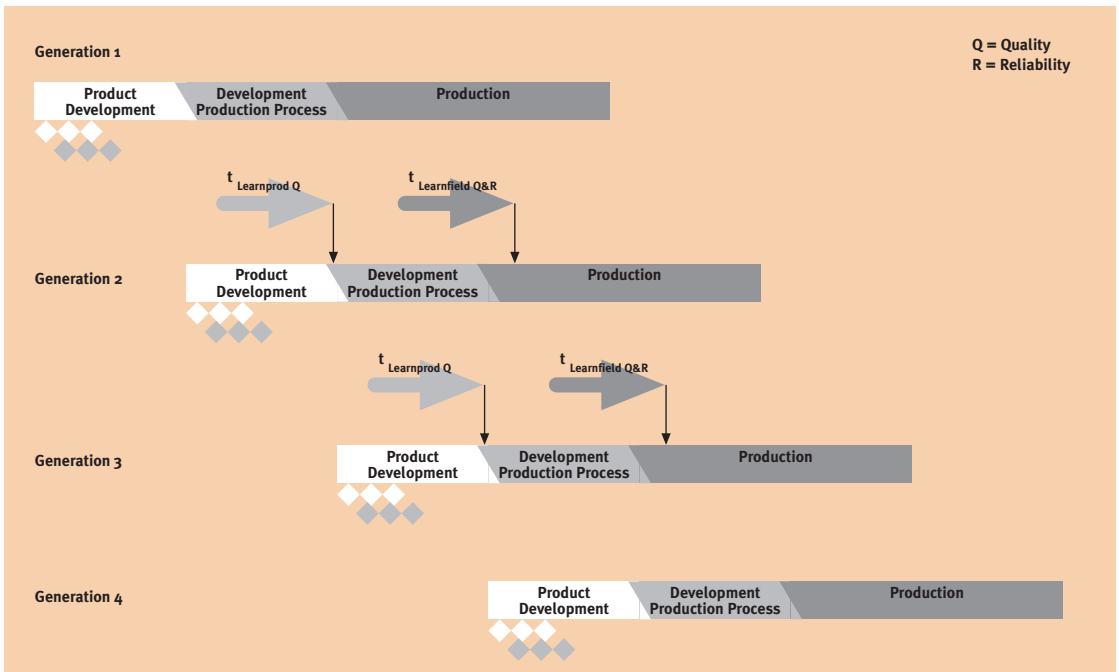 Generation 1
Q = Quality
R = Reliability
Product
Development
Development
Production Process
Production
t Learnprod Q
t Learnfield Q&R
Generation 2
Product
Development
Development
Production Process
Production
t Learnprod Q
t Learnfield Q&R
Generation 3
Product
Development
Development
Production Process
Production
Generation 4
Product
Development
Development
Production Process
Production